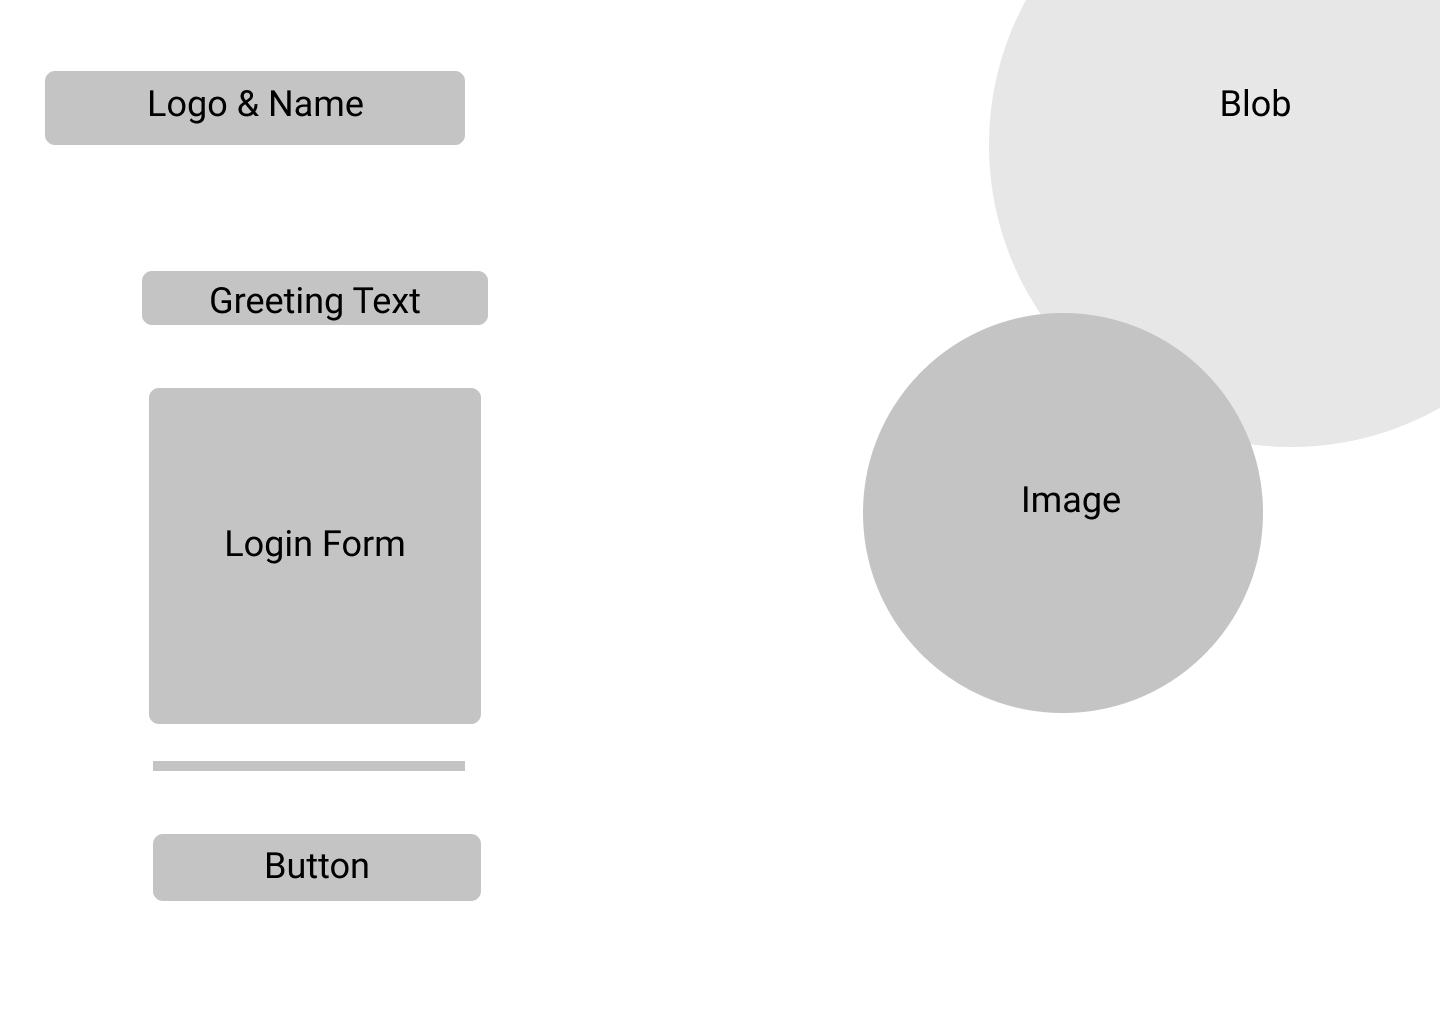 Logo & Name
Blob
Greeting Text
Image
Login Form
Button